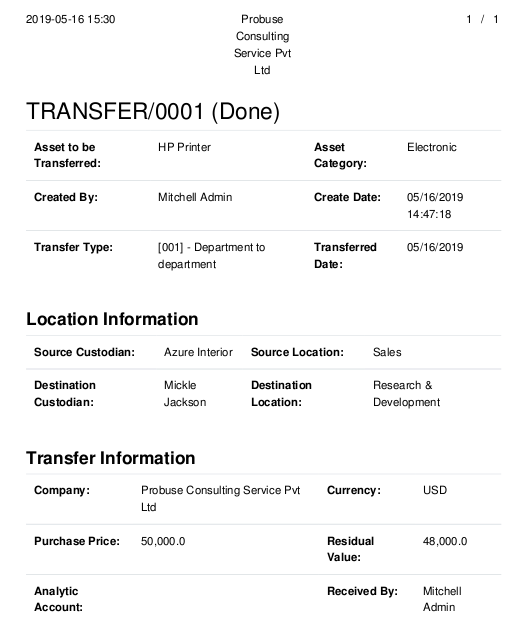 2019-05-16 15:30
Probuse
Consulting
Service Pvt
Ltd
1 / 1
TRANSFER/0001 (Done)
Asset to be
Transferred:
HP Printer
Asset
Category:
Electronic
Created By:
Mitchell Admin
Create Date:
05/16/2019
14:47:18
Transfer Type:
[001] - Department to
department
Transferred
Date:
05/16/2019
Location Information
Source Custodian:
Azure Interior
Source Location:
Sales
Destination
Custodian:
Mickle
Jackson
Destination
Location:
Research &
Development
Transfer Information
Company:
Probuse Consulting Service Pvt
Ltd
Currency:
USD
Purchase Price:
50,000.0
Residual
Value:
48,000.0
Analytic
Account:
Received By:
Mitchell
Admin